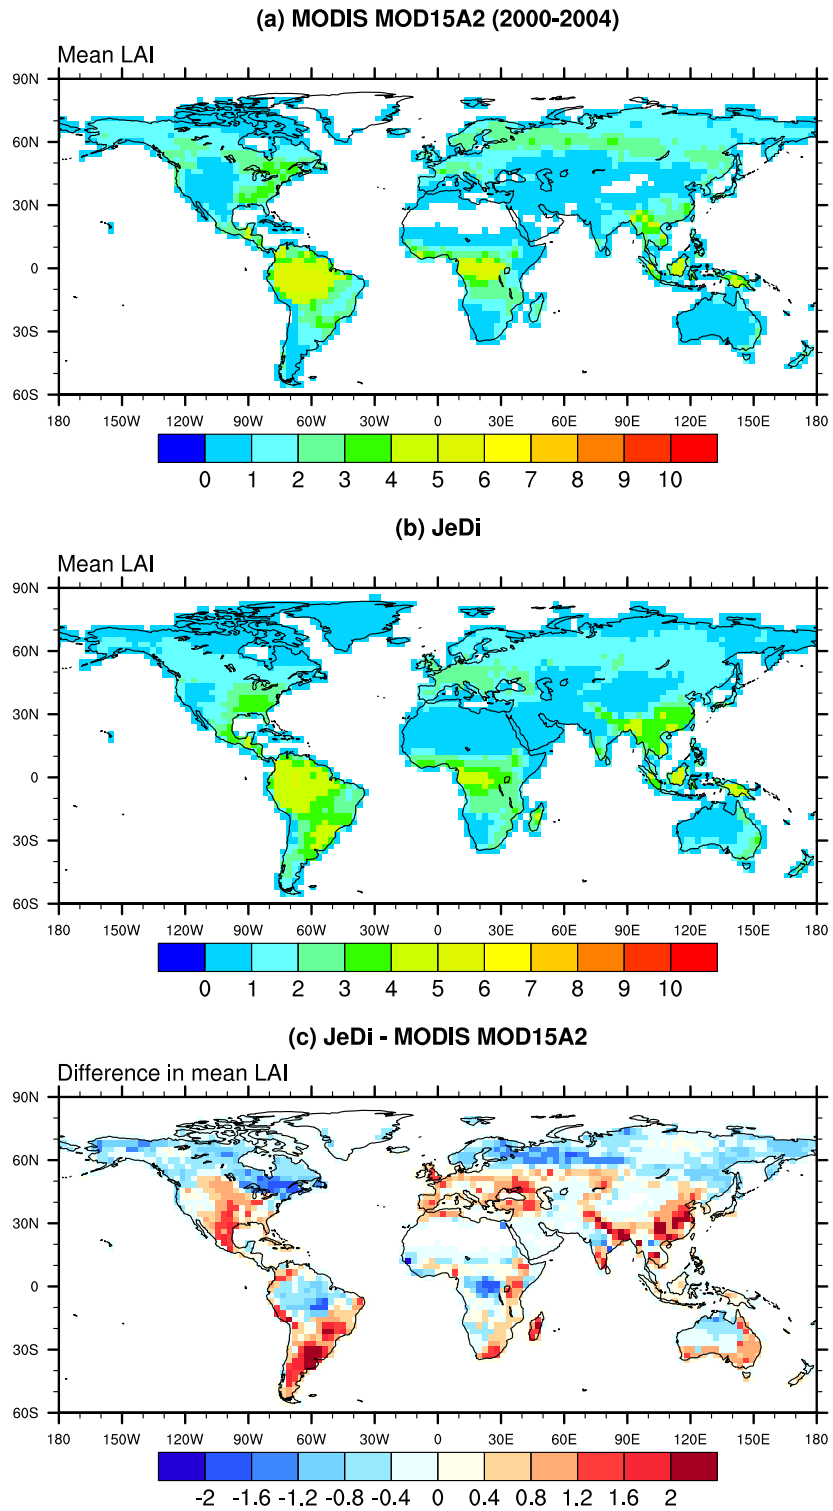 (a) MODIS MOD15A2 (2000-2004)
Mean LAI
90N
60N
30N
0
30S
60S
180 150W 120W 90W 60W 30W 0 30E 60E 90E 120E 150E 180
0 1 2 3 4 5 6 7 8 9 10
(b) JeDi
Mean LAI
90N
60N
30N
0
30S
60S
180 150W 120W 90W 60W 30W 0 30E 60E 90E 120E 150E 180
0 1 2 3 4 5 6 7 8 9 10
(c) JeDi - MODIS MOD15A2
Difference in mean LAI
90N
60N
30N
0
30S
60S
180 150W 120W 90W 60W 30W 0 30E 60E 90E 120E 150E 180
-2 -1.6 -1.2 -0.8 -0.4 0 0.4 0.8 1.2 1.6 2